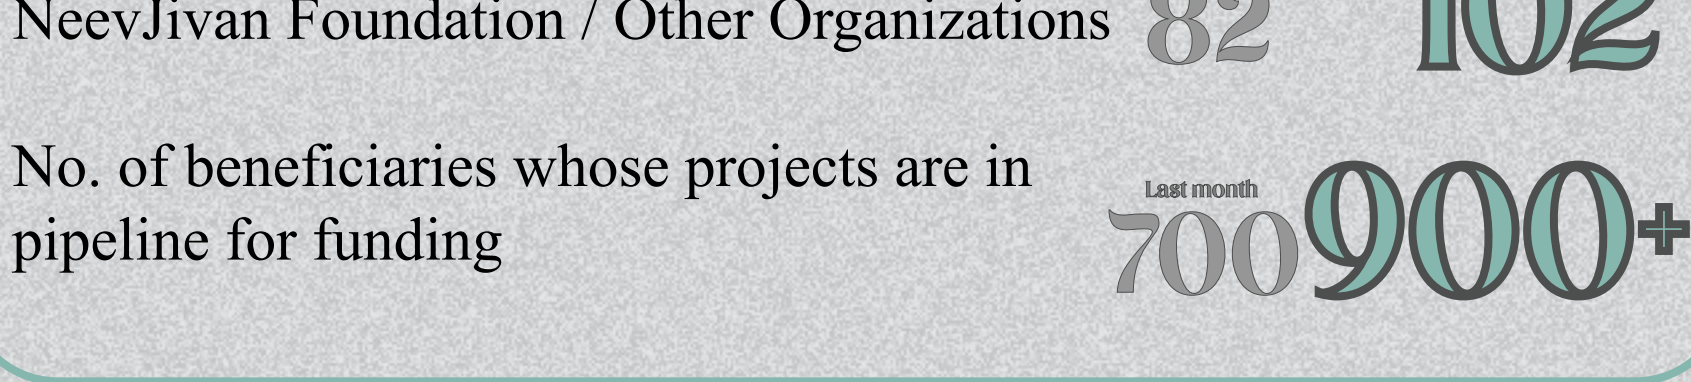 NeevJivan Foundation / Other Organizations 82 102
No. of beneficiaries whose projects are in
pipeline for funding
Last month
700 900+